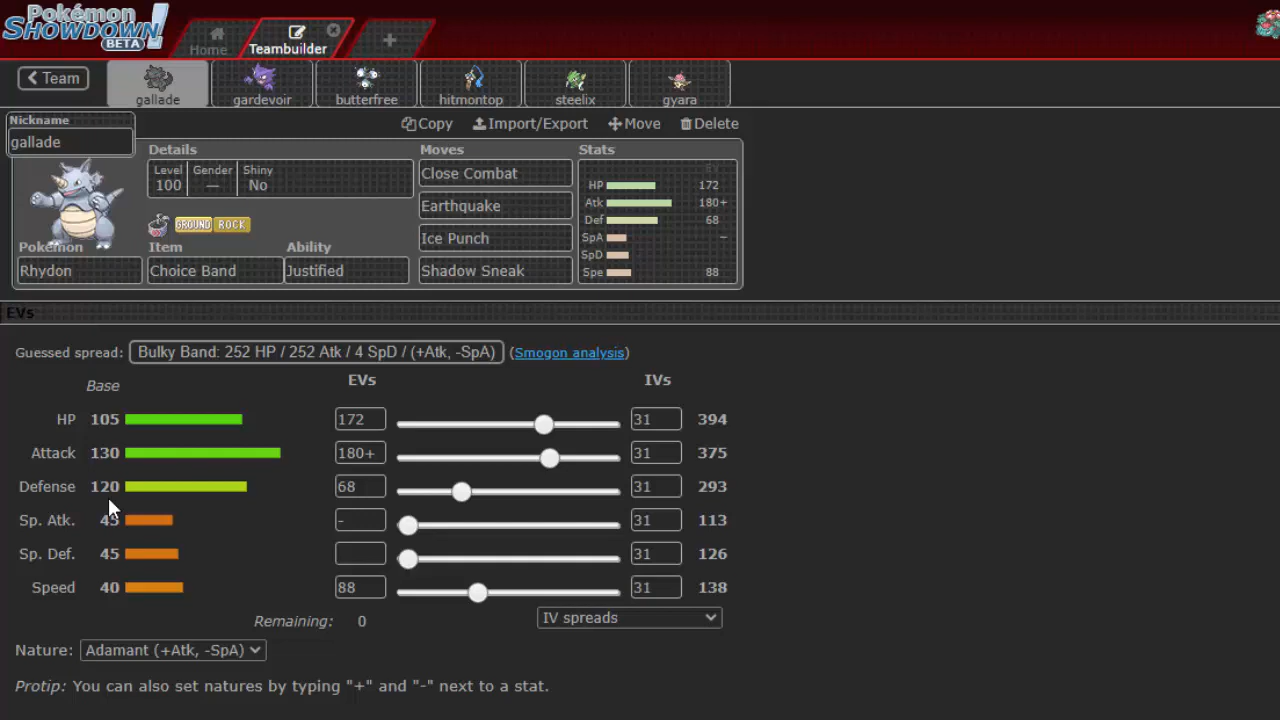 Pokémon
SHOWDOWN!
BETA
Home
Teambuilder
+
Team
gallade
gardevoir
butterfree
hitmontop
steelix
gyara
Nickname
gallade
Copy Import/Export Move Delete
Details
Level Gender Shiny
100 — No
GROUND ROCK
Pokémon
Rhydon
Item
Choice Band
Ability
Justified
Moves
Close Combat
Earthquake
Ice Punch
Shadow Sneak
Stats
EV
HP 172
Atk 180+
Def 68
SpA −
SpD
Spe 88
EVs
Guessed spread: Bulky Band: 252 HP / 252 Atk / 4 SpD / (+Atk, -SpA) (Smogon analysis)
Base EVs IVs
HP 105 172 31 394
Attack 130 180+ 31 375
Defense 120 68 31 293
Sp. Atk. 45 - 31 113
Sp. Def. 45 31 126
Speed 40 88 31 138
Remaining: 0 IV spreads
Nature: Adamant (+Atk, -SpA)
Protip: You can also set natures by typing "+" and "-" next to a stat.